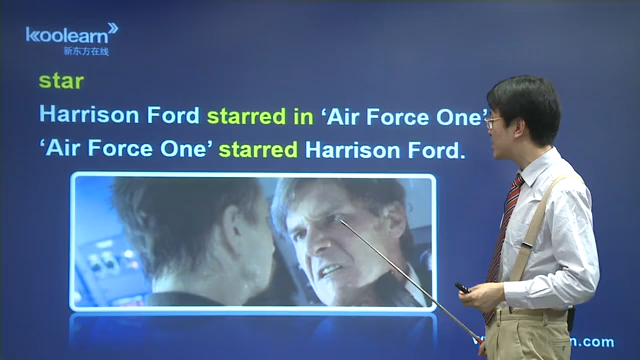 koolearn
新东方在线
star
Harrison Ford starred in ‘Air Force One’
‘Air Force One’ starred Harrison Ford.